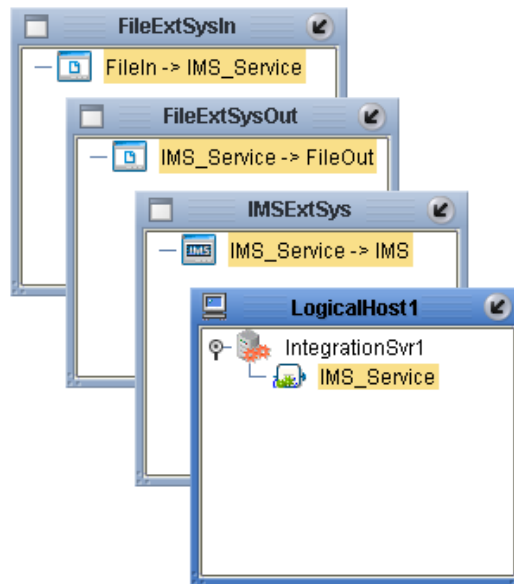 FileExtSysIn
FileIn -> IMS_Service
FileExtSysOut
IMS_Service -> FileOut
IMSExtSys
IMS
IMS_Service -> IMS
LogicalHost1
IntegrationSvr1
IMS_Service